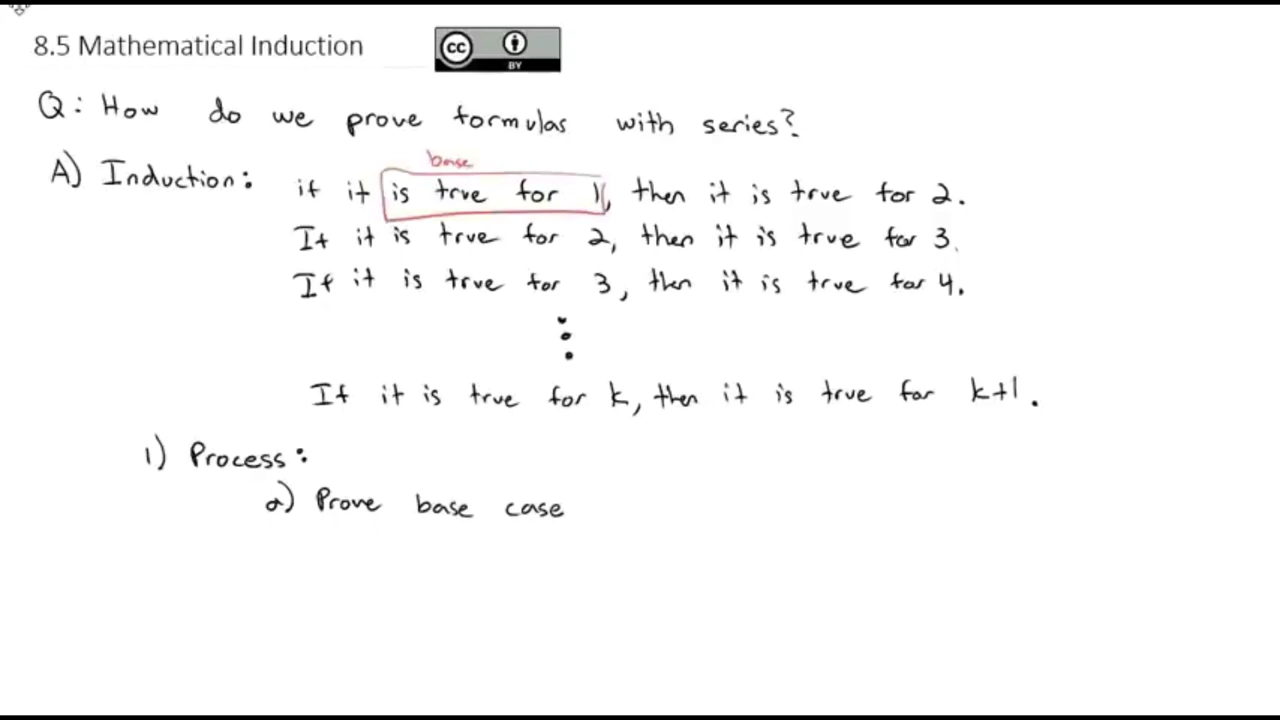 8.5 Mathematical Induction
cc BY
Q: How do we prove formulas with series?
base
A) Induction: if it is true for 1, then it is true for 2.
If it is true for 2, then it is true for 3.
If it is true for 3, then it is true for 4.
⋮
If it is true for k, then it is true for k+1.
1) Process:
a) Prove base case